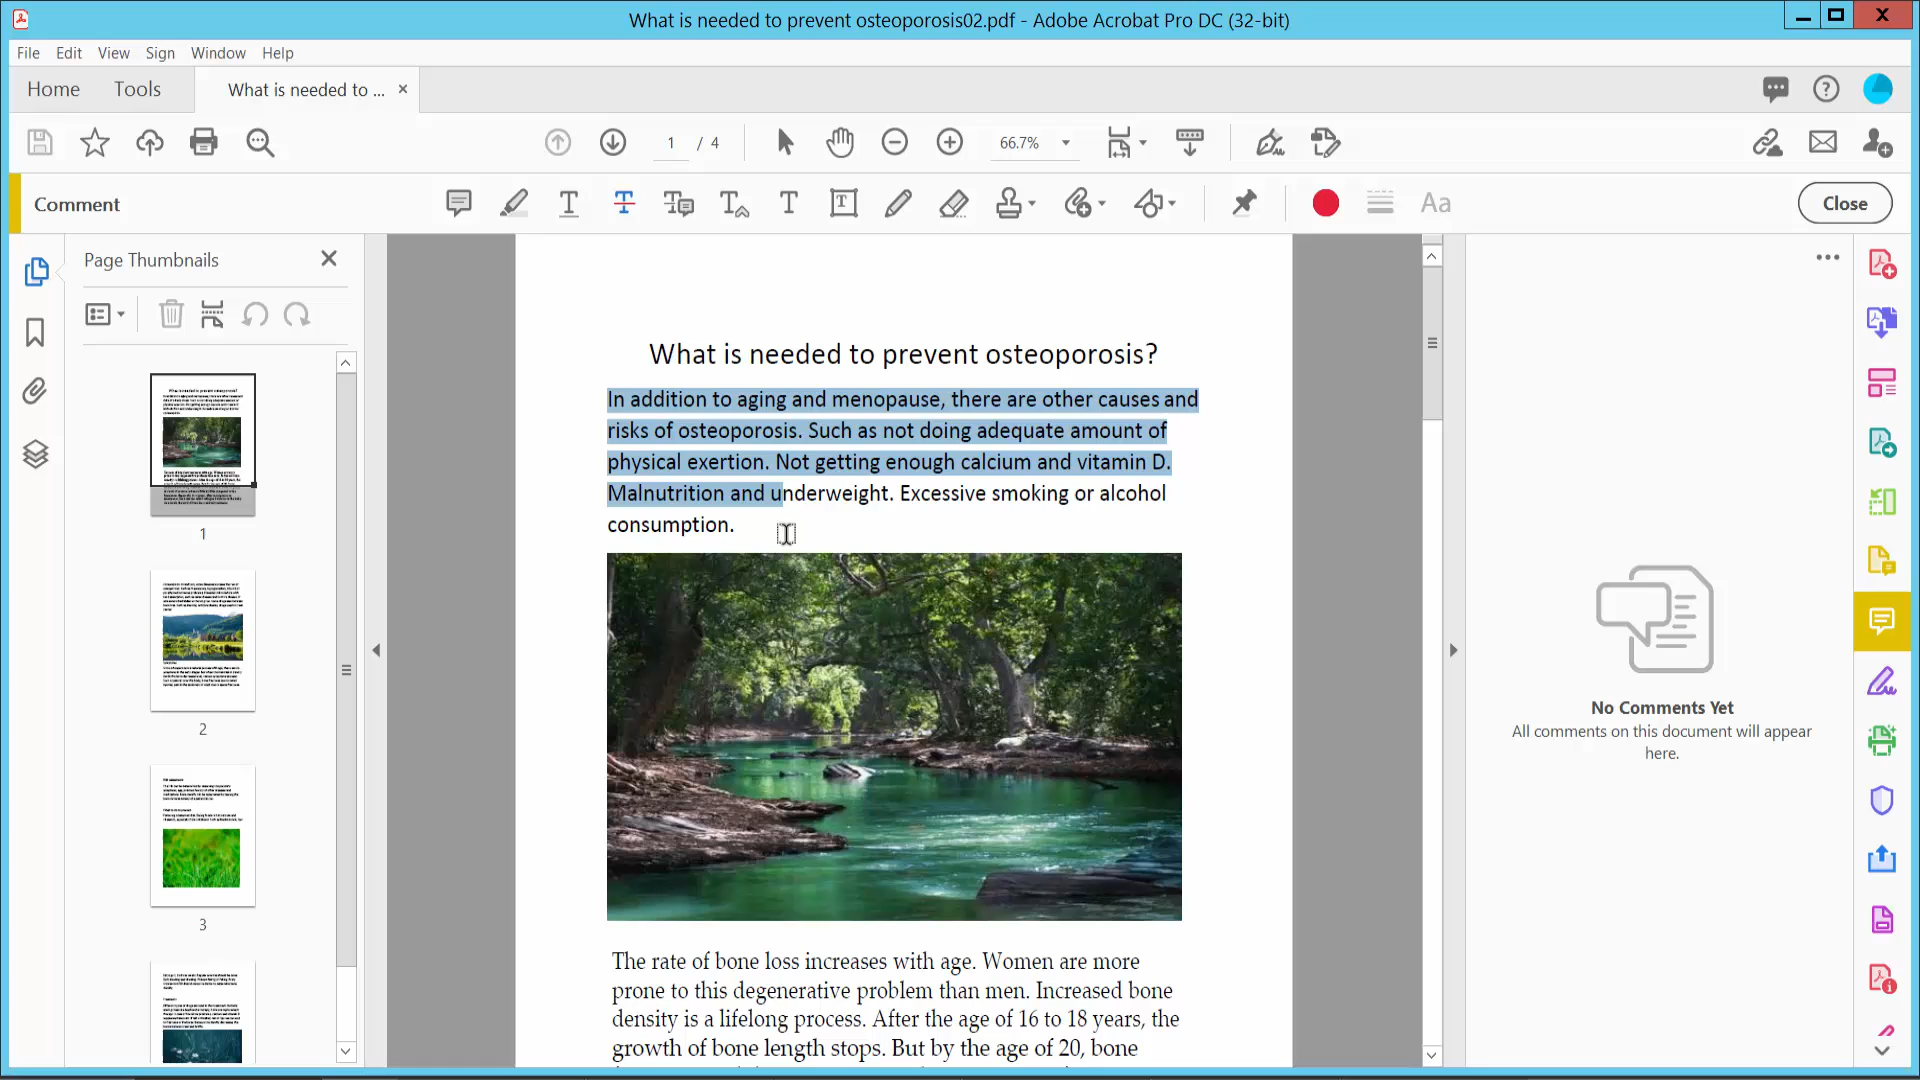 What is needed to prevent osteoporosis02.pdf - Adobe Acrobat Pro DC (32-bit)
File Edit View Sign Window Help
Home Tools What is needed to ... ×
1 / 4 66.7%
Comment
T T T T T T Aa
Close
Page Thumbnails
1
2
3
What is needed to prevent osteoporosis?
In addition to aging and menopause, there are other causes and
risks of osteoporosis. Such as not doing adequate amount of
physical exertion. Not getting enough calcium and vitamin D.
Malnutrition and underweight. Excessive smoking or alcohol
consumption.
The rate of bone loss increases with age. Women are more
prone to this degenerative problem than men. Increased bone
density is a lifelong process. After the age of 16 to 18 years, the
growth of bone length stops. But by the age of 20, bone
No Comments Yet
All comments on this document will appear
here.